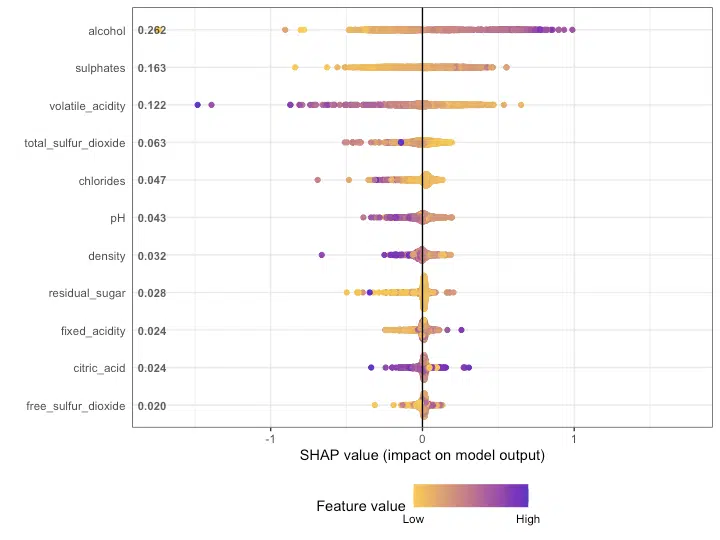 alcohol 0.262
sulphates 0.163
volatile_acidity 0.122
total_sulfur_dioxide 0.063
chlorides 0.047
pH 0.043
density 0.032
residual_sugar 0.028
fixed_acidity 0.024
citric_acid 0.024
free_sulfur_dioxide 0.020
-1 0 1
SHAP value (impact on model output)
Feature value
Low High